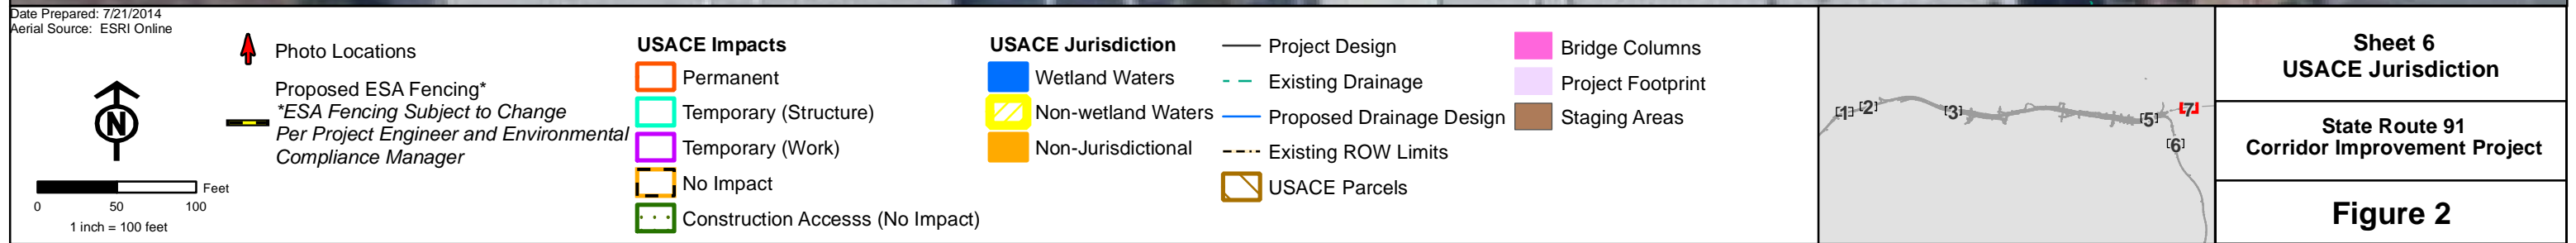 Date Prepared: 7/21/2014
Aerial Source: ESRI Online
N
Feet
0 50 100
1 inch = 100 feet
Photo Locations
Proposed ESA Fencing*
*ESA Fencing Subject to Change
Per Project Engineer and Environmental
Compliance Manager
USACE Impacts
Permanent
Temporary (Structure)
Temporary (Work)
No Impact
Construction Accesss (No Impact)
USACE Jurisdiction
Wetland Waters
Non-wetland Waters
Non-Jurisdictional
Project Design
Existing Drainage
Proposed Drainage Design
Existing ROW Limits
USACE Parcels
Bridge Columns
Project Footprint
Staging Areas
1 2 3 5 7
6
Sheet 6
USACE Jurisdiction
State Route 91
Corridor Improvement Project
Figure 2